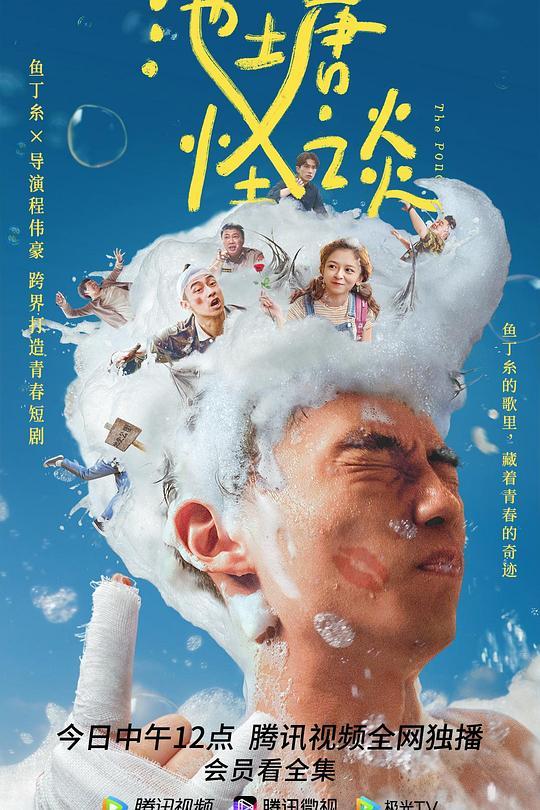 池塘
怪谈
The Pond
鱼丁糸×导演程伟豪 跨界打造青春短剧
鱼丁糸的歌里，藏着青春的奇迹
今日中午12点 腾讯视频全网独播
会员看全集
腾讯视频 腾讯微视 极光TV